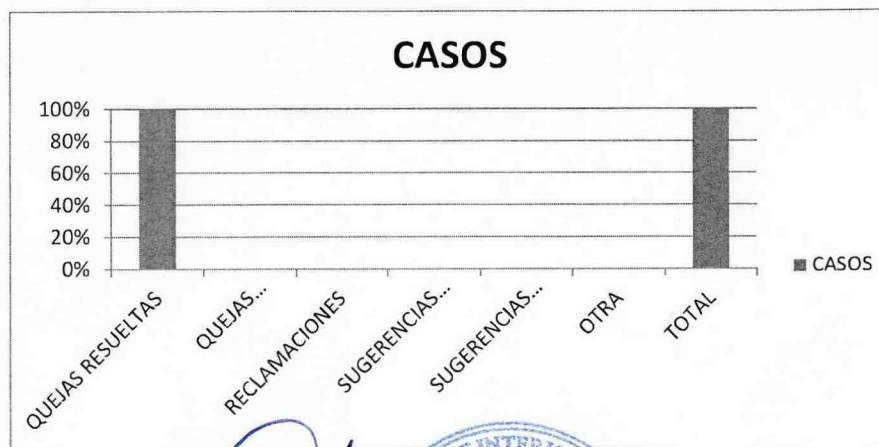 CASOS
100%
80%
60%
40%
20%
0%
QUEJAS RESUELTAS
QUEJAS...
RECLAMACIONES
SUGERENCIAS...
SUGERENCIAS...
OTRA
TOTAL
CASOS